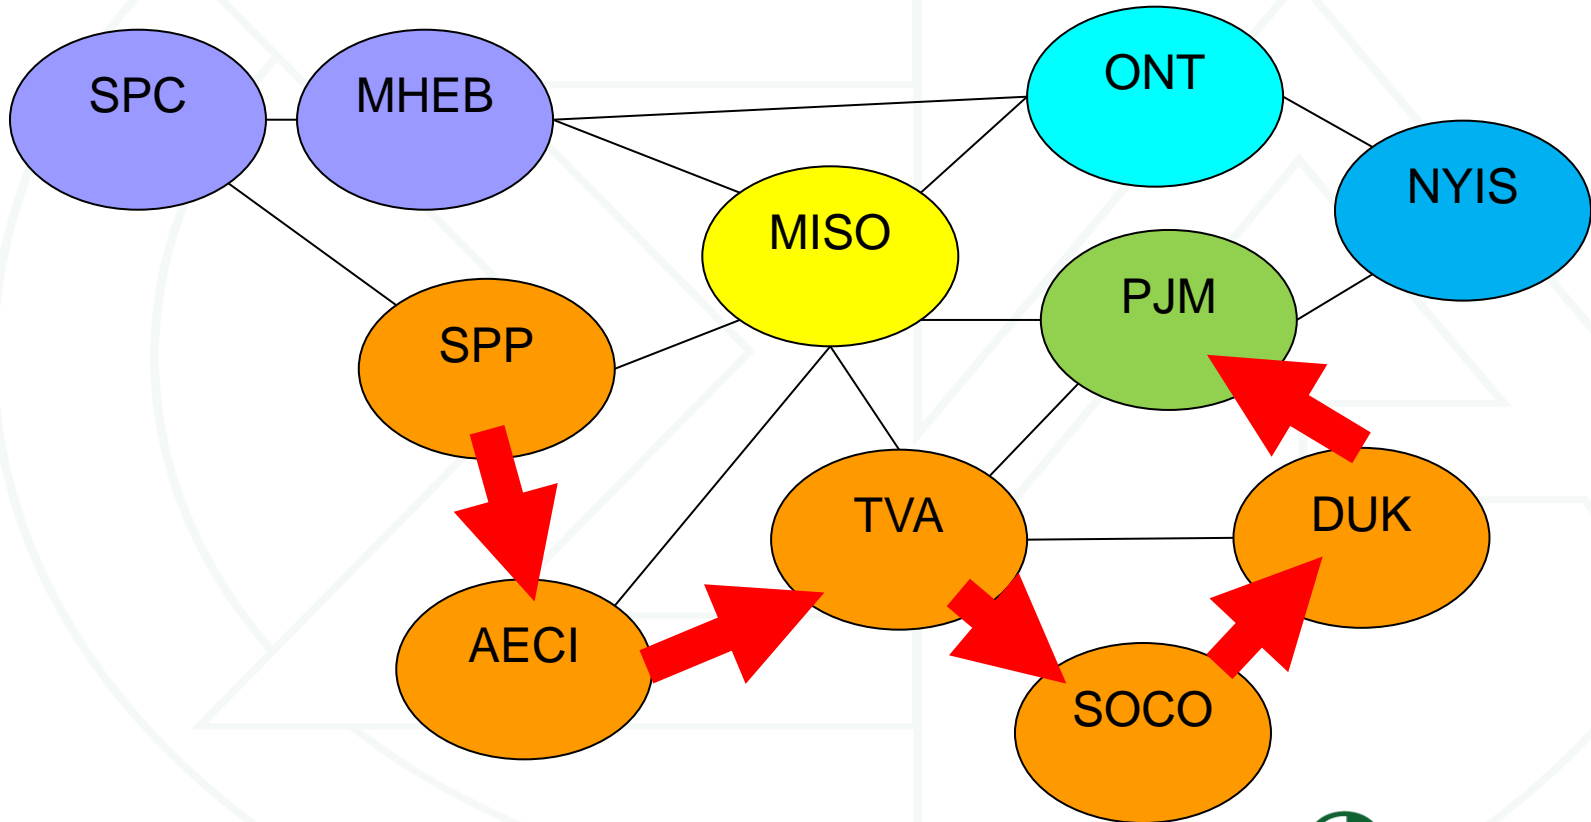 SPC
MHEB
ONT
NYIS
MISO
PJM
SPP
TVA
DUK
AECI
SOCO